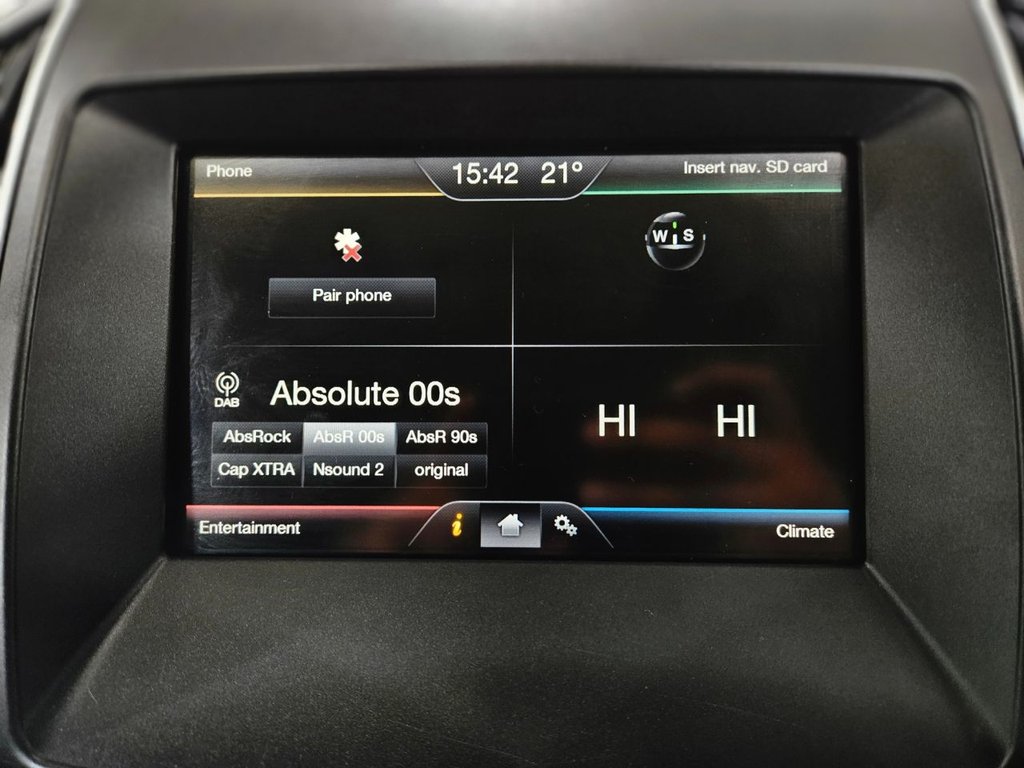 Phone
15:42 21°
Insert nav. SD card
W S
Pair phone
DAB
Absolute 00s
AbsRock AbsR 00s AbsR 90s
Cap XTRA Nsound 2 original
HI HI
Entertainment
i
Climate